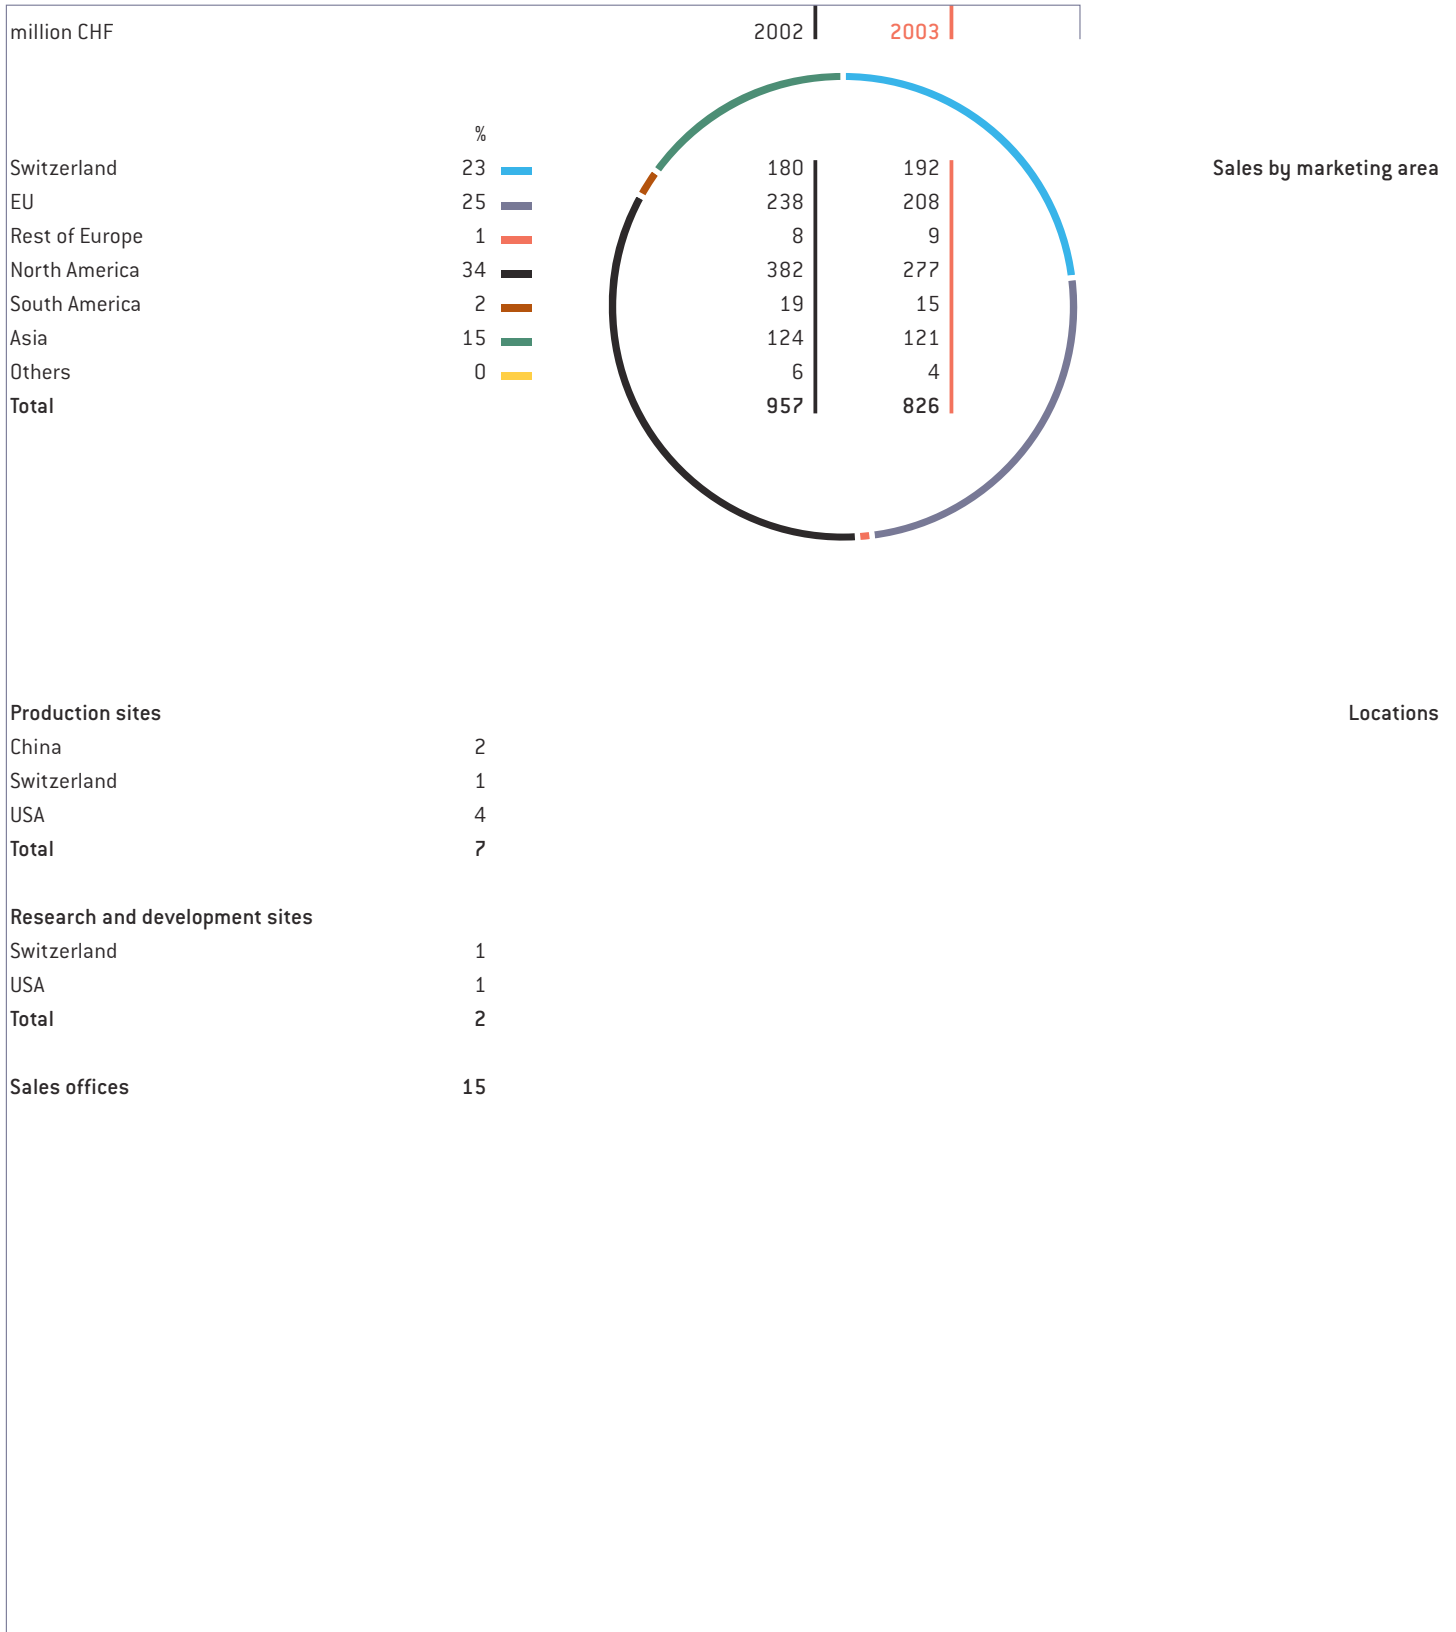 million CHF 2002 2003
%
Switzerland 23 180 192 Sales by marketing area
EU 25 238 208
Rest of Europe 1 8 9
North America 34 382 277
South America 2 19 15
Asia 15 124 121
Others 0 6 4
Total 957 826
Production sites Locations
China 2
Switzerland 1
USA 4
Total 7
Research and development sites
Switzerland 1
USA 1
Total 2
Sales offices 15